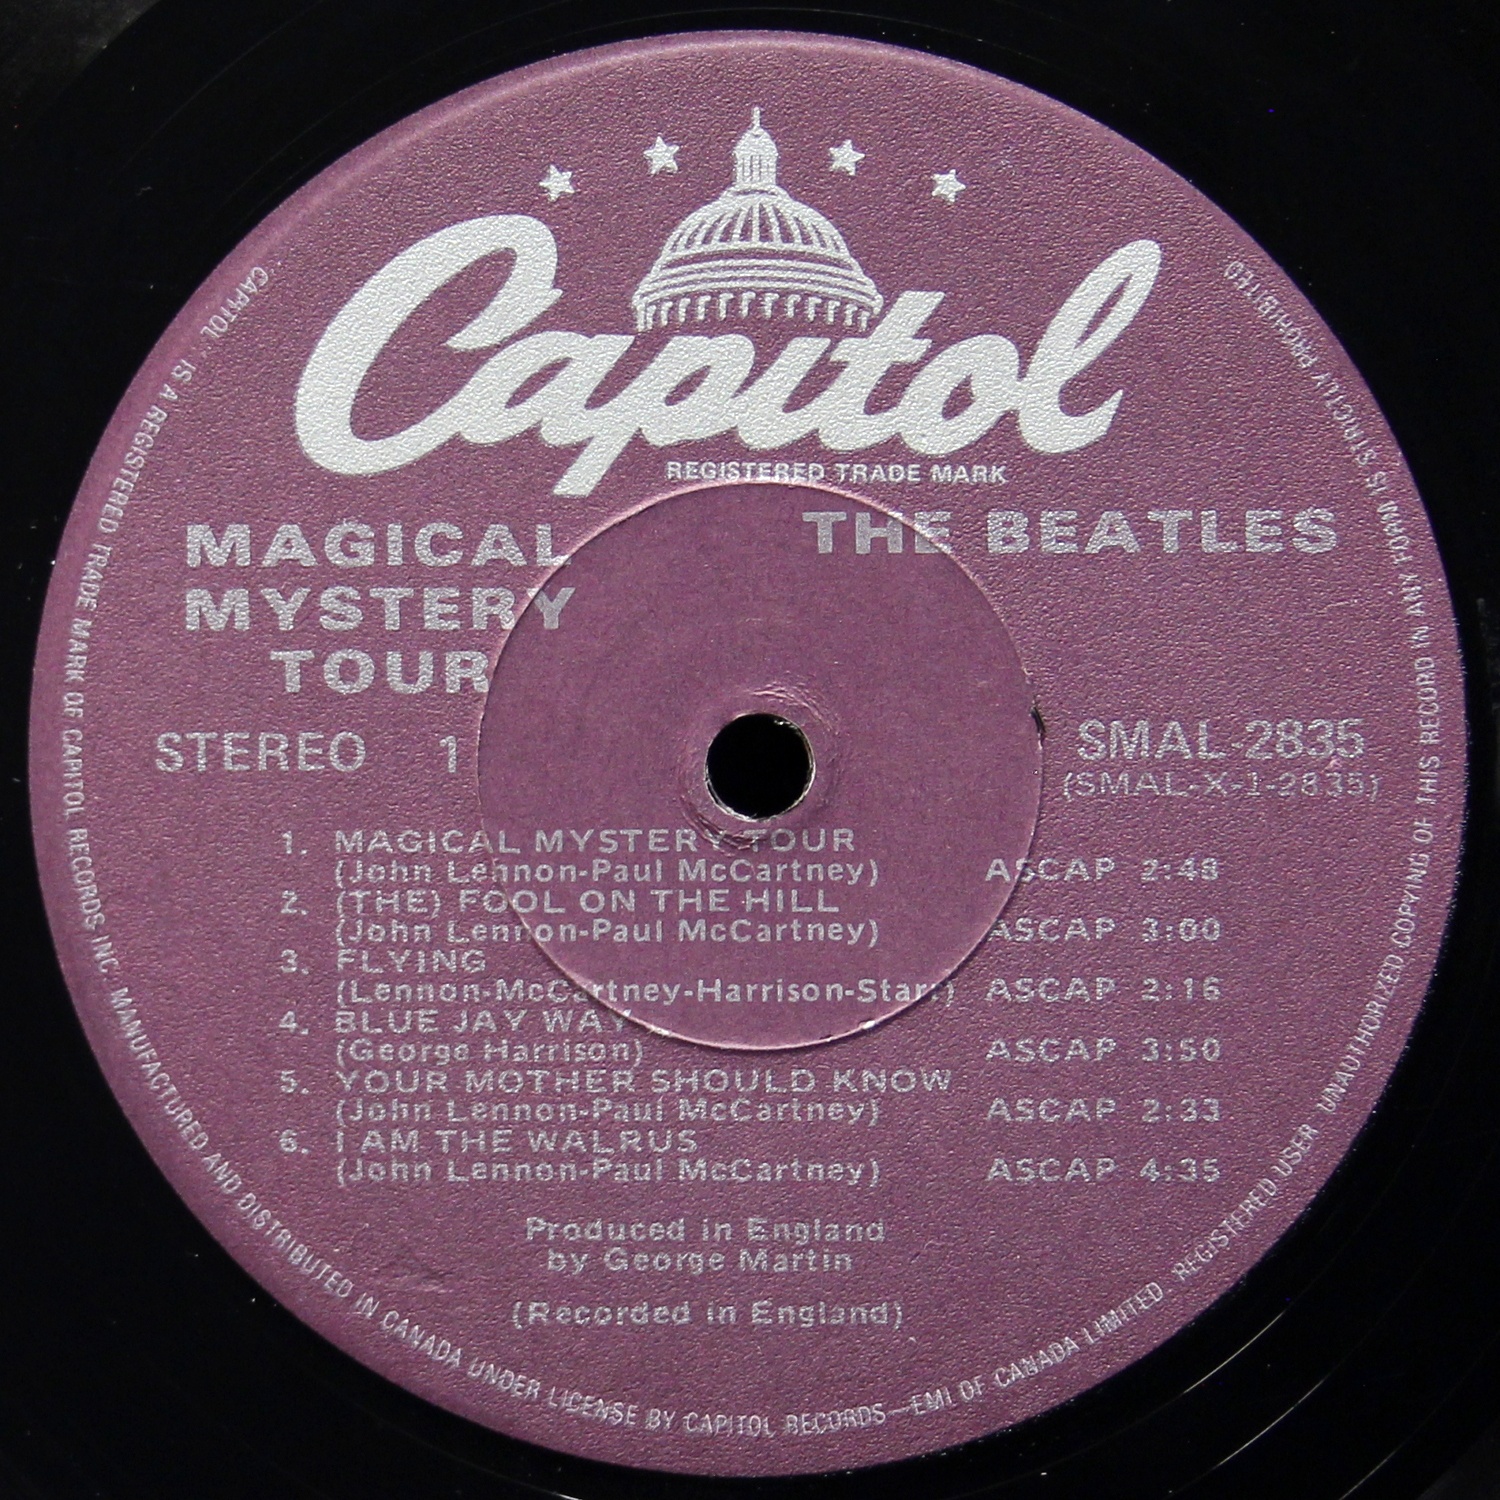 Capitol
REGISTERED TRADE MARK
MAGICAL
MYSTERY
TOUR
THE BEATLES
STEREO 1
SMAL-2835
(SMAL-X-1-2835)
1. MAGICAL MYSTERY TOUR
(John Lennon-Paul McCartney) ASCAP 2:48
2. (THE) FOOL ON THE HILL
(John Lennon-Paul McCartney) ASCAP 3:00
3. FLYING
(Lennon-McCartney-Harrison-Starr) ASCAP 2:16
4. BLUE JAY WAY
(George Harrison) ASCAP 3:50
5. YOUR MOTHER SHOULD KNOW
(John Lennon-Paul McCartney) ASCAP 2:33
6. I AM THE WALRUS
(John Lennon-Paul McCartney) ASCAP 4:35
Produced in England
by George Martin
(Recorded in England)
"CAPITOL" IS A REGISTERED TRADE MARK OF CAPITOL RECORDS INC. MANUFACTURED AND DISTRIBUTED IN CANADA UNDER LICENSE BY CAPITOL RECORDS—EMI OF CANADA LIMITED REGISTERED USER UNAUTHORIZED COPYING OF THIS RECORD IN ANY FORM IS STRICTLY PROHIBITED